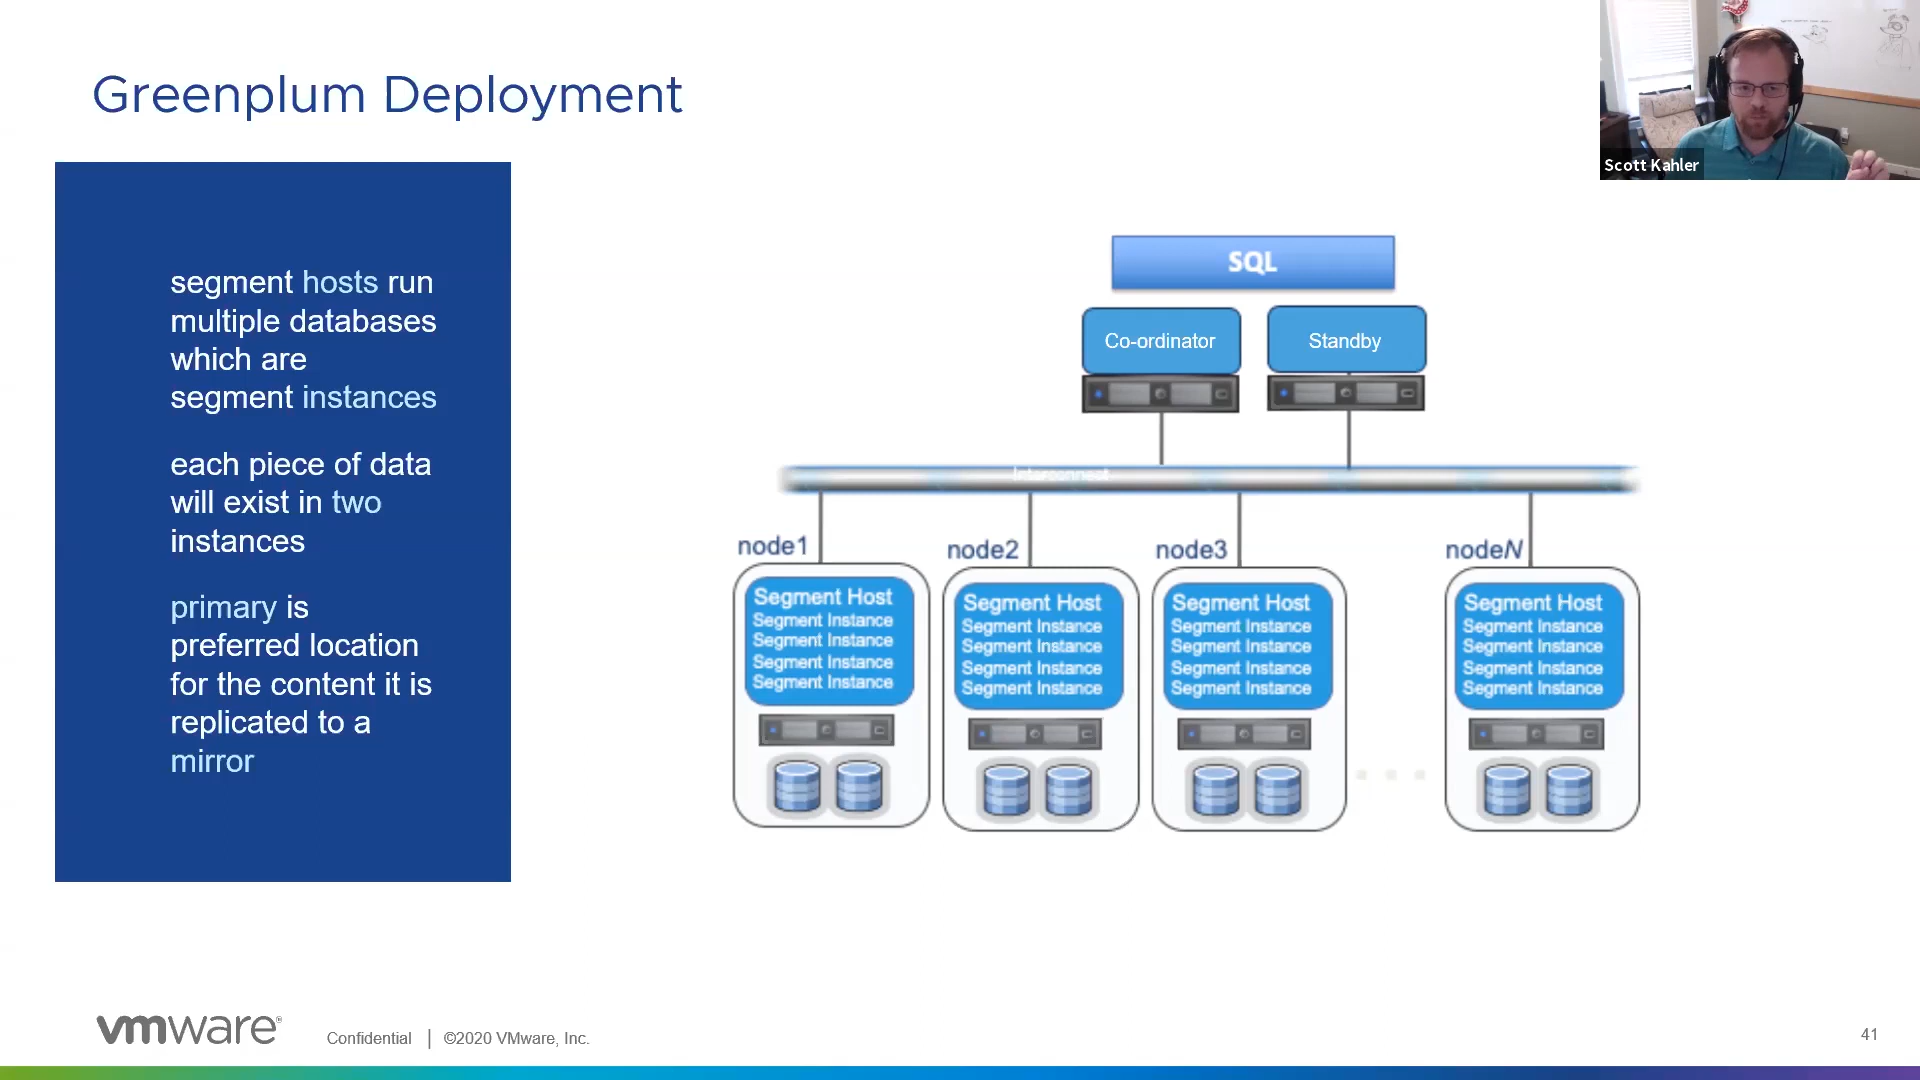 Greenplum Deployment
Scott Kahler
segment hosts run
multiple databases
which are
segment instances
each piece of data
will exist in two
instances
primary is
preferred location
for the content it is
replicated to a
mirror
SQL
Co-ordinator
Standby
Interconnect
node1
node2
node3
nodeN
Segment Host
Segment Instance
Segment Instance
Segment Instance
Segment Instance
Segment Host
Segment Instance
Segment Instance
Segment Instance
Segment Instance
Segment Host
Segment Instance
Segment Instance
Segment Instance
Segment Instance
Segment Host
Segment Instance
Segment Instance
Segment Instance
Segment Instance
vmware®
Confidential | ©2020 VMware, Inc.
41